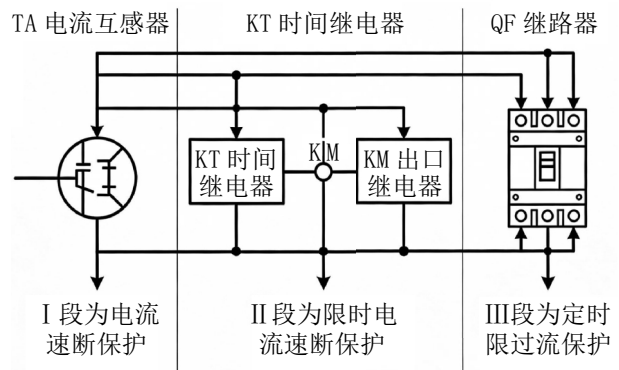 TA 电流互感器
KT 时间继电器
QF 继路器
KT 时间
继电器
KM
KM 出口
继电器
Ⅰ段为电流
速断保护
Ⅱ段为限时电
流速断保护
Ⅲ段为定时
限过流保护